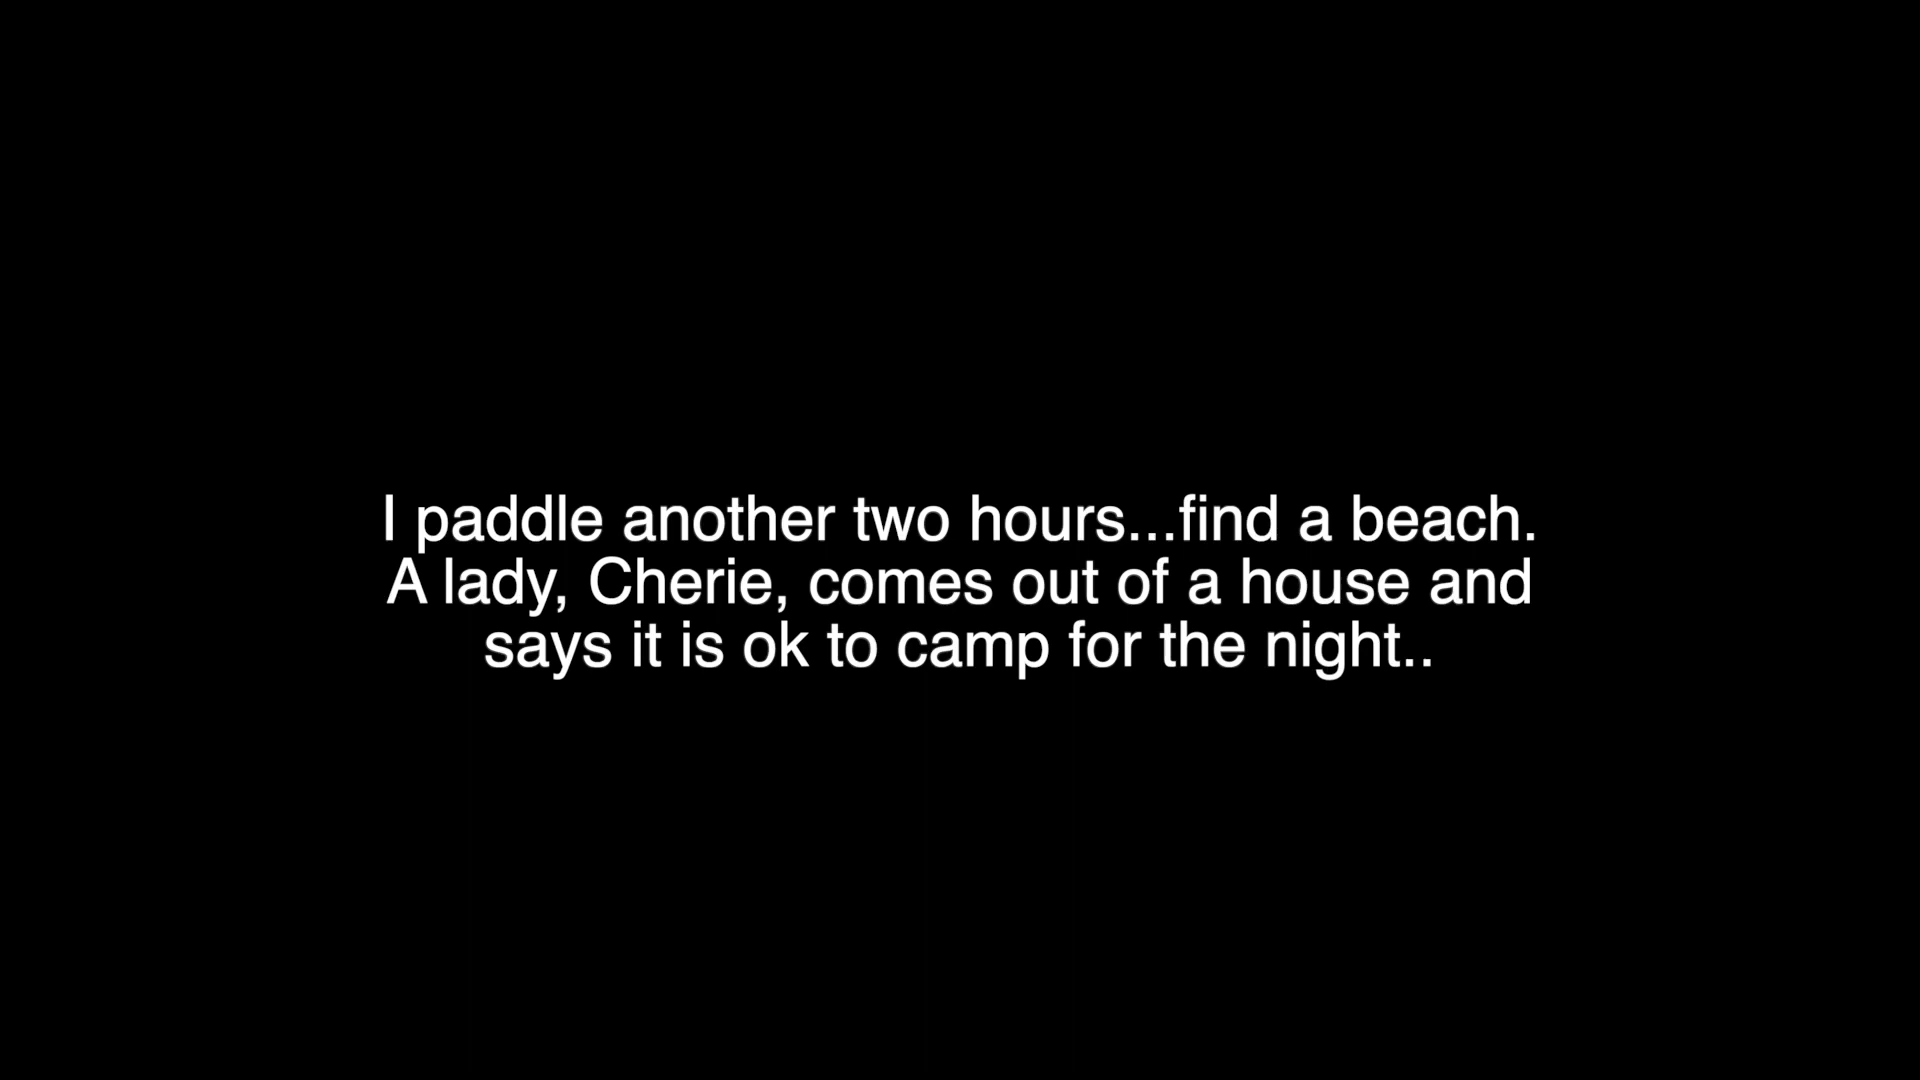 I paddle another two hours...find a beach.
A lady, Cherie, comes out of a house and
says it is ok to camp for the night..